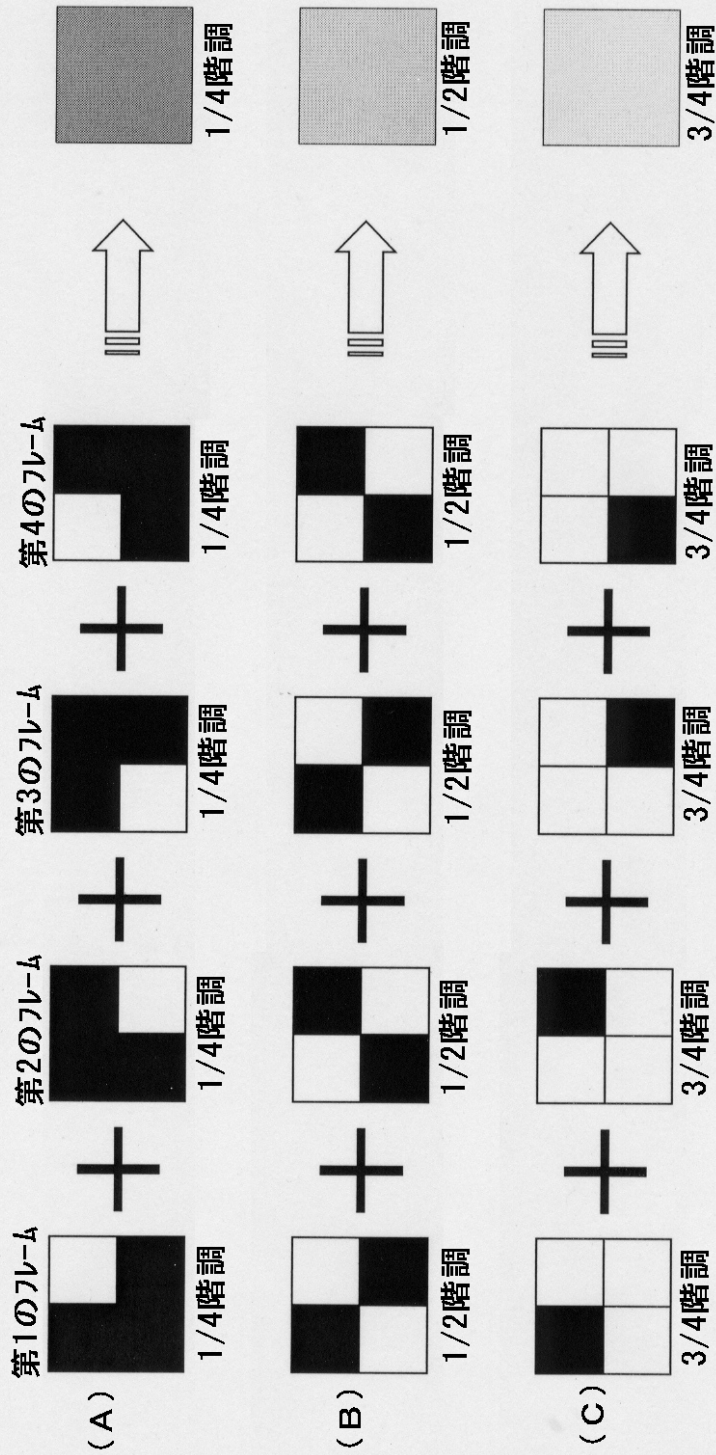 第1のフレーム 第2のフレーム 第3のフレーム 第4のフレーム
(A)
1/4階調 1/4階調 1/4階調 1/4階調 1/4階調
(B)
1/2階調 1/2階調 1/2階調 1/2階調 1/2階調
(C)
3/4階調 3/4階調 3/4階調 3/4階調 3/4階調